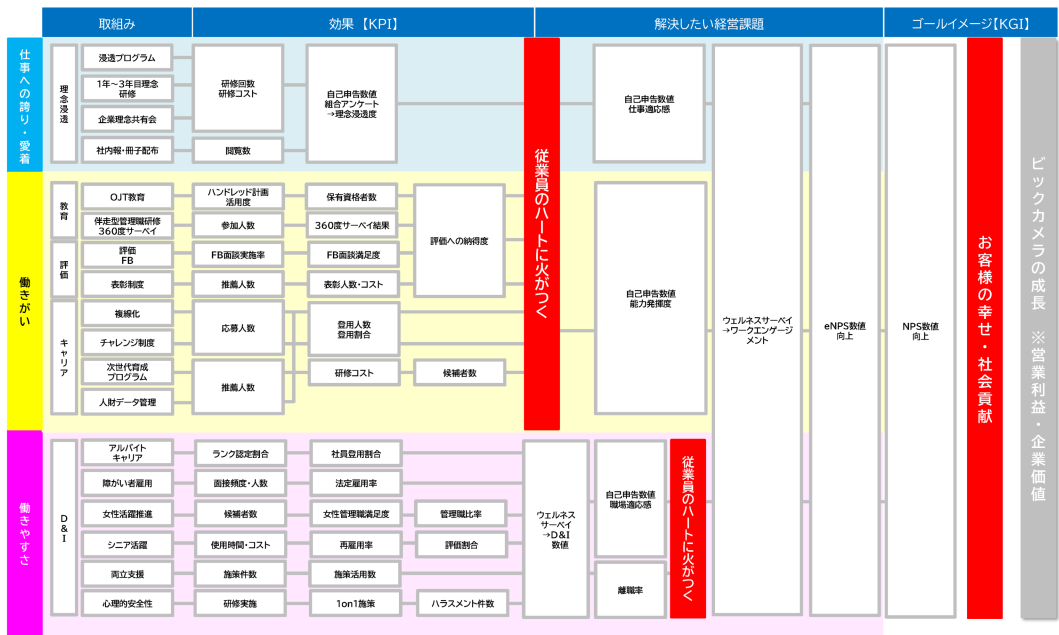 取組み
効果 【KPI】
解決したい経営課題
ゴールイメージ【KGI】
仕事への誇り・愛着
理念浸透
浸透プログラム
1年～3年目理念
研修
企業理念共有会
社内報・冊子配布
研修回数
研修コスト
閲覧数
自己申告数値
組合アンケート
→理念浸透度
従業員のハートに火がつく
自己申告数値
仕事適応感
働きがい
教育
OJT教育
伴走型管理職研修
360度サーベイ
ハンドレッド計画
活用度
参加人数
保有資格者数
360度サーベイ結果
評価への納得度
評価
評価
FB
表彰制度
FB面談実施率
推薦人数
FB面談満足度
表彰人数・コスト
キャリア
複線化
チャレンジ制度
次世代育成
プログラム
人財データ管理
応募人数
推薦人数
登用人数
登用割合
研修コスト
候補者数
自己申告数値
能力発揮度
ウェルネスサーベイ
→ワークエンゲージ
メント
eNPS数値
向上
NPS数値
向上
お客様の幸せ・社会貢献
ビックカメラの成長　※営業利益・企業価値
働きやすさ
D&I
アルバイト
キャリア
ランク認定割合
社員登用割合
障がい者雇用
面接頻度・人数
法定雇用率
女性活躍推進
候補者数
女性管理職満足度
管理職比率
シニア活躍
使用時間・コスト
再雇用率
評価割合
両立支援
施策件数
施策活用数
心理的安全性
研修実施
1on1施策
ハラスメント件数
ウェルネス
サーベイ
→D&I
数値
自己申告数値
職場適応感
離職率
従業員のハートに火がつく